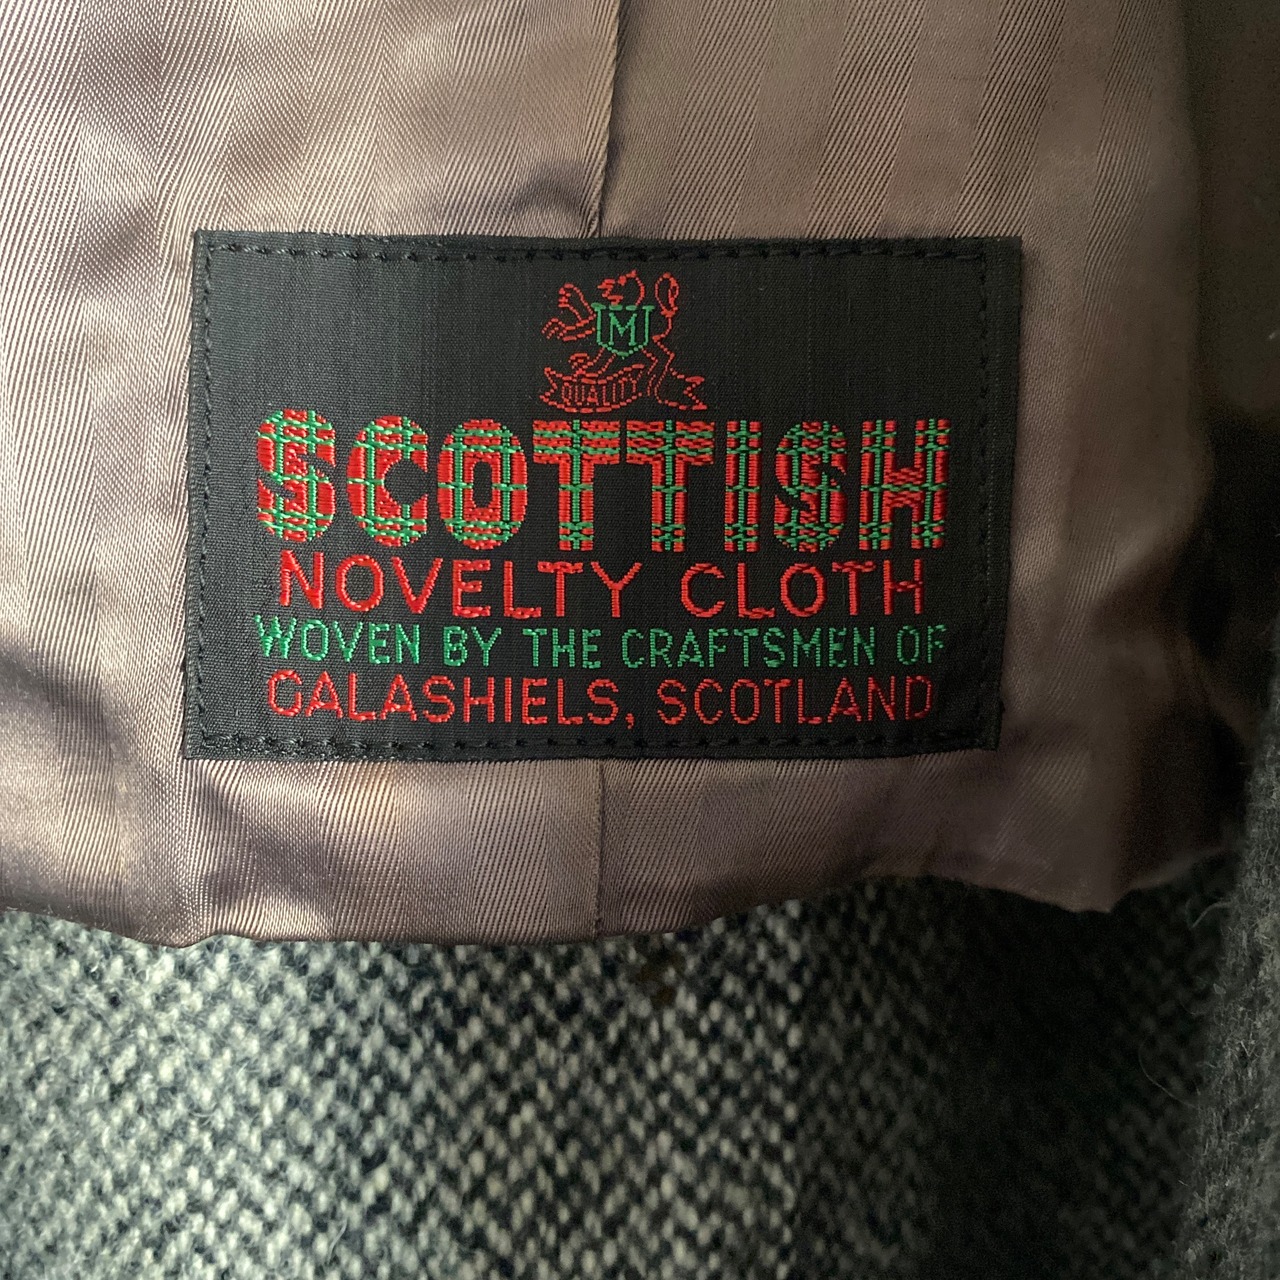 M
QUALITY
SCOTTISH
NOVELTY CLOTH
WOVEN BY THE CRAFTSMEN OF
GALASHIELS, SCOTLAND